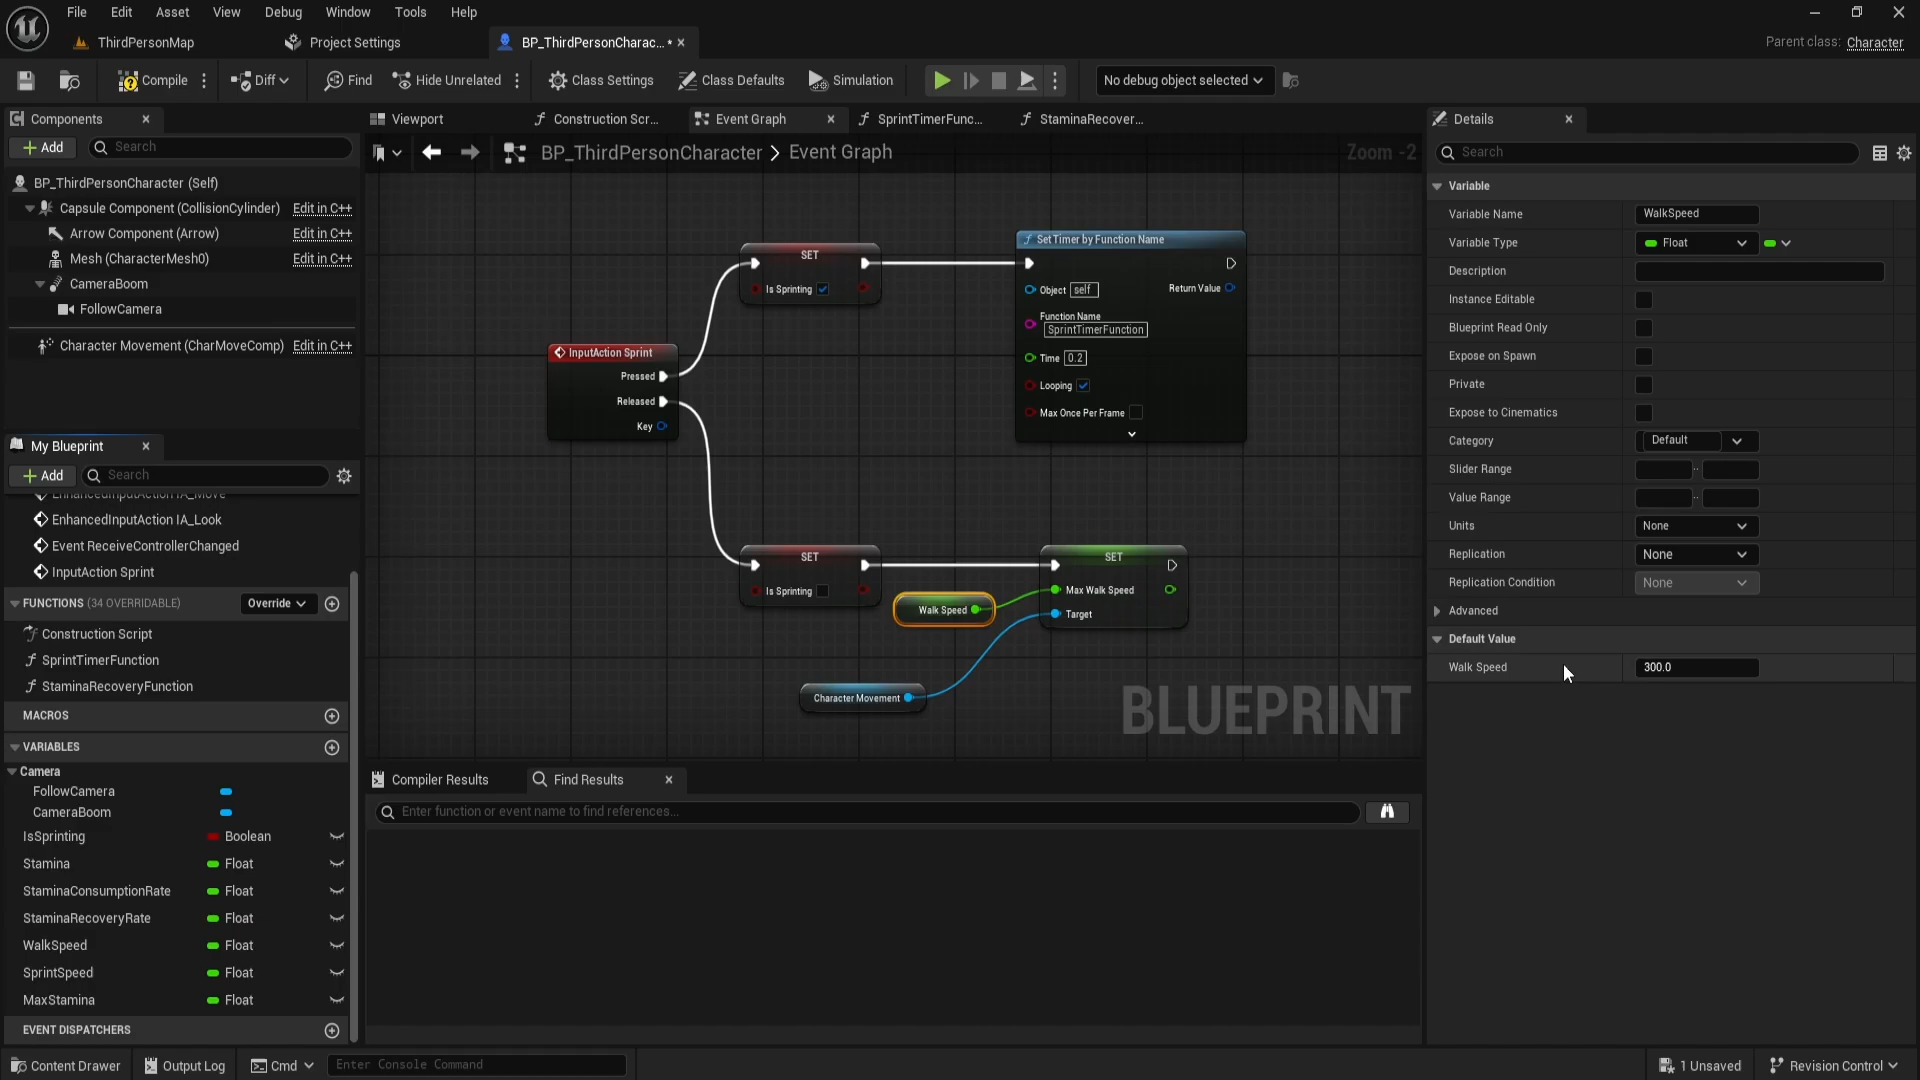 File Edit Asset View Debug Window Tools Help
ThirdPersonMap Project Settings BP_ThirdPersonCharac... • Parent class: Character
Compile Diff Find Hide Unrelated Class Settings Class Defaults Simulation No debug object selected
Components
Add Search
BP_ThirdPersonCharacter (Self)
Capsule Component (CollisionCylinder) Edit in C++
Arrow Component (Arrow) Edit in C++
Mesh (CharacterMesh0) Edit in C++
CameraBoom
FollowCamera
Character Movement (CharMoveComp) Edit in C++
My Blueprint
Add Search
EnhancedInputAction IA_Move
EnhancedInputAction IA_Look
Event ReceiveControllerChanged
InputAction Sprint
FUNCTIONS (34 OVERRIDABLE) Override
Construction Script
SprintTimerFunction
StaminaRecoveryFunction
MACROS
VARIABLES
Camera
FollowCamera
CameraBoom
IsSprinting Boolean
Stamina Float
StaminaConsumptionRate Float
StaminaRecoveryRate Float
WalkSpeed Float
SprintSpeed Float
MaxStamina Float
EVENT DISPATCHERS
Viewport Construction Scr... Event Graph SprintTimerFunc... StaminaRecover...
BP_ThirdPersonCharacter > Event Graph Zoom -2
SET
Is Sprinting
Set Timer by Function Name
Object self Return Value
Function Name
SprintTimerFunction
Time 0.2
Looping
Max Once Per Frame
InputAction Sprint
Pressed
Released
Key
SET
Is Sprinting
Walk Speed
SET
Max Walk Speed
Target
Character Movement
BLUEPRINT
Compiler Results Find Results
Enter function or event name to find references...
Details
Search
Variable
Variable Name WalkSpeed
Variable Type Float
Description
Instance Editable
Blueprint Read Only
Expose on Spawn
Private
Expose to Cinematics
Category Default
Slider Range ..
Value Range ..
Units None
Replication None
Replication Condition None
Advanced
Default Value
Walk Speed 300.0
Content Drawer Output Log Cmd Enter Console Command 1 Unsaved Revision Control